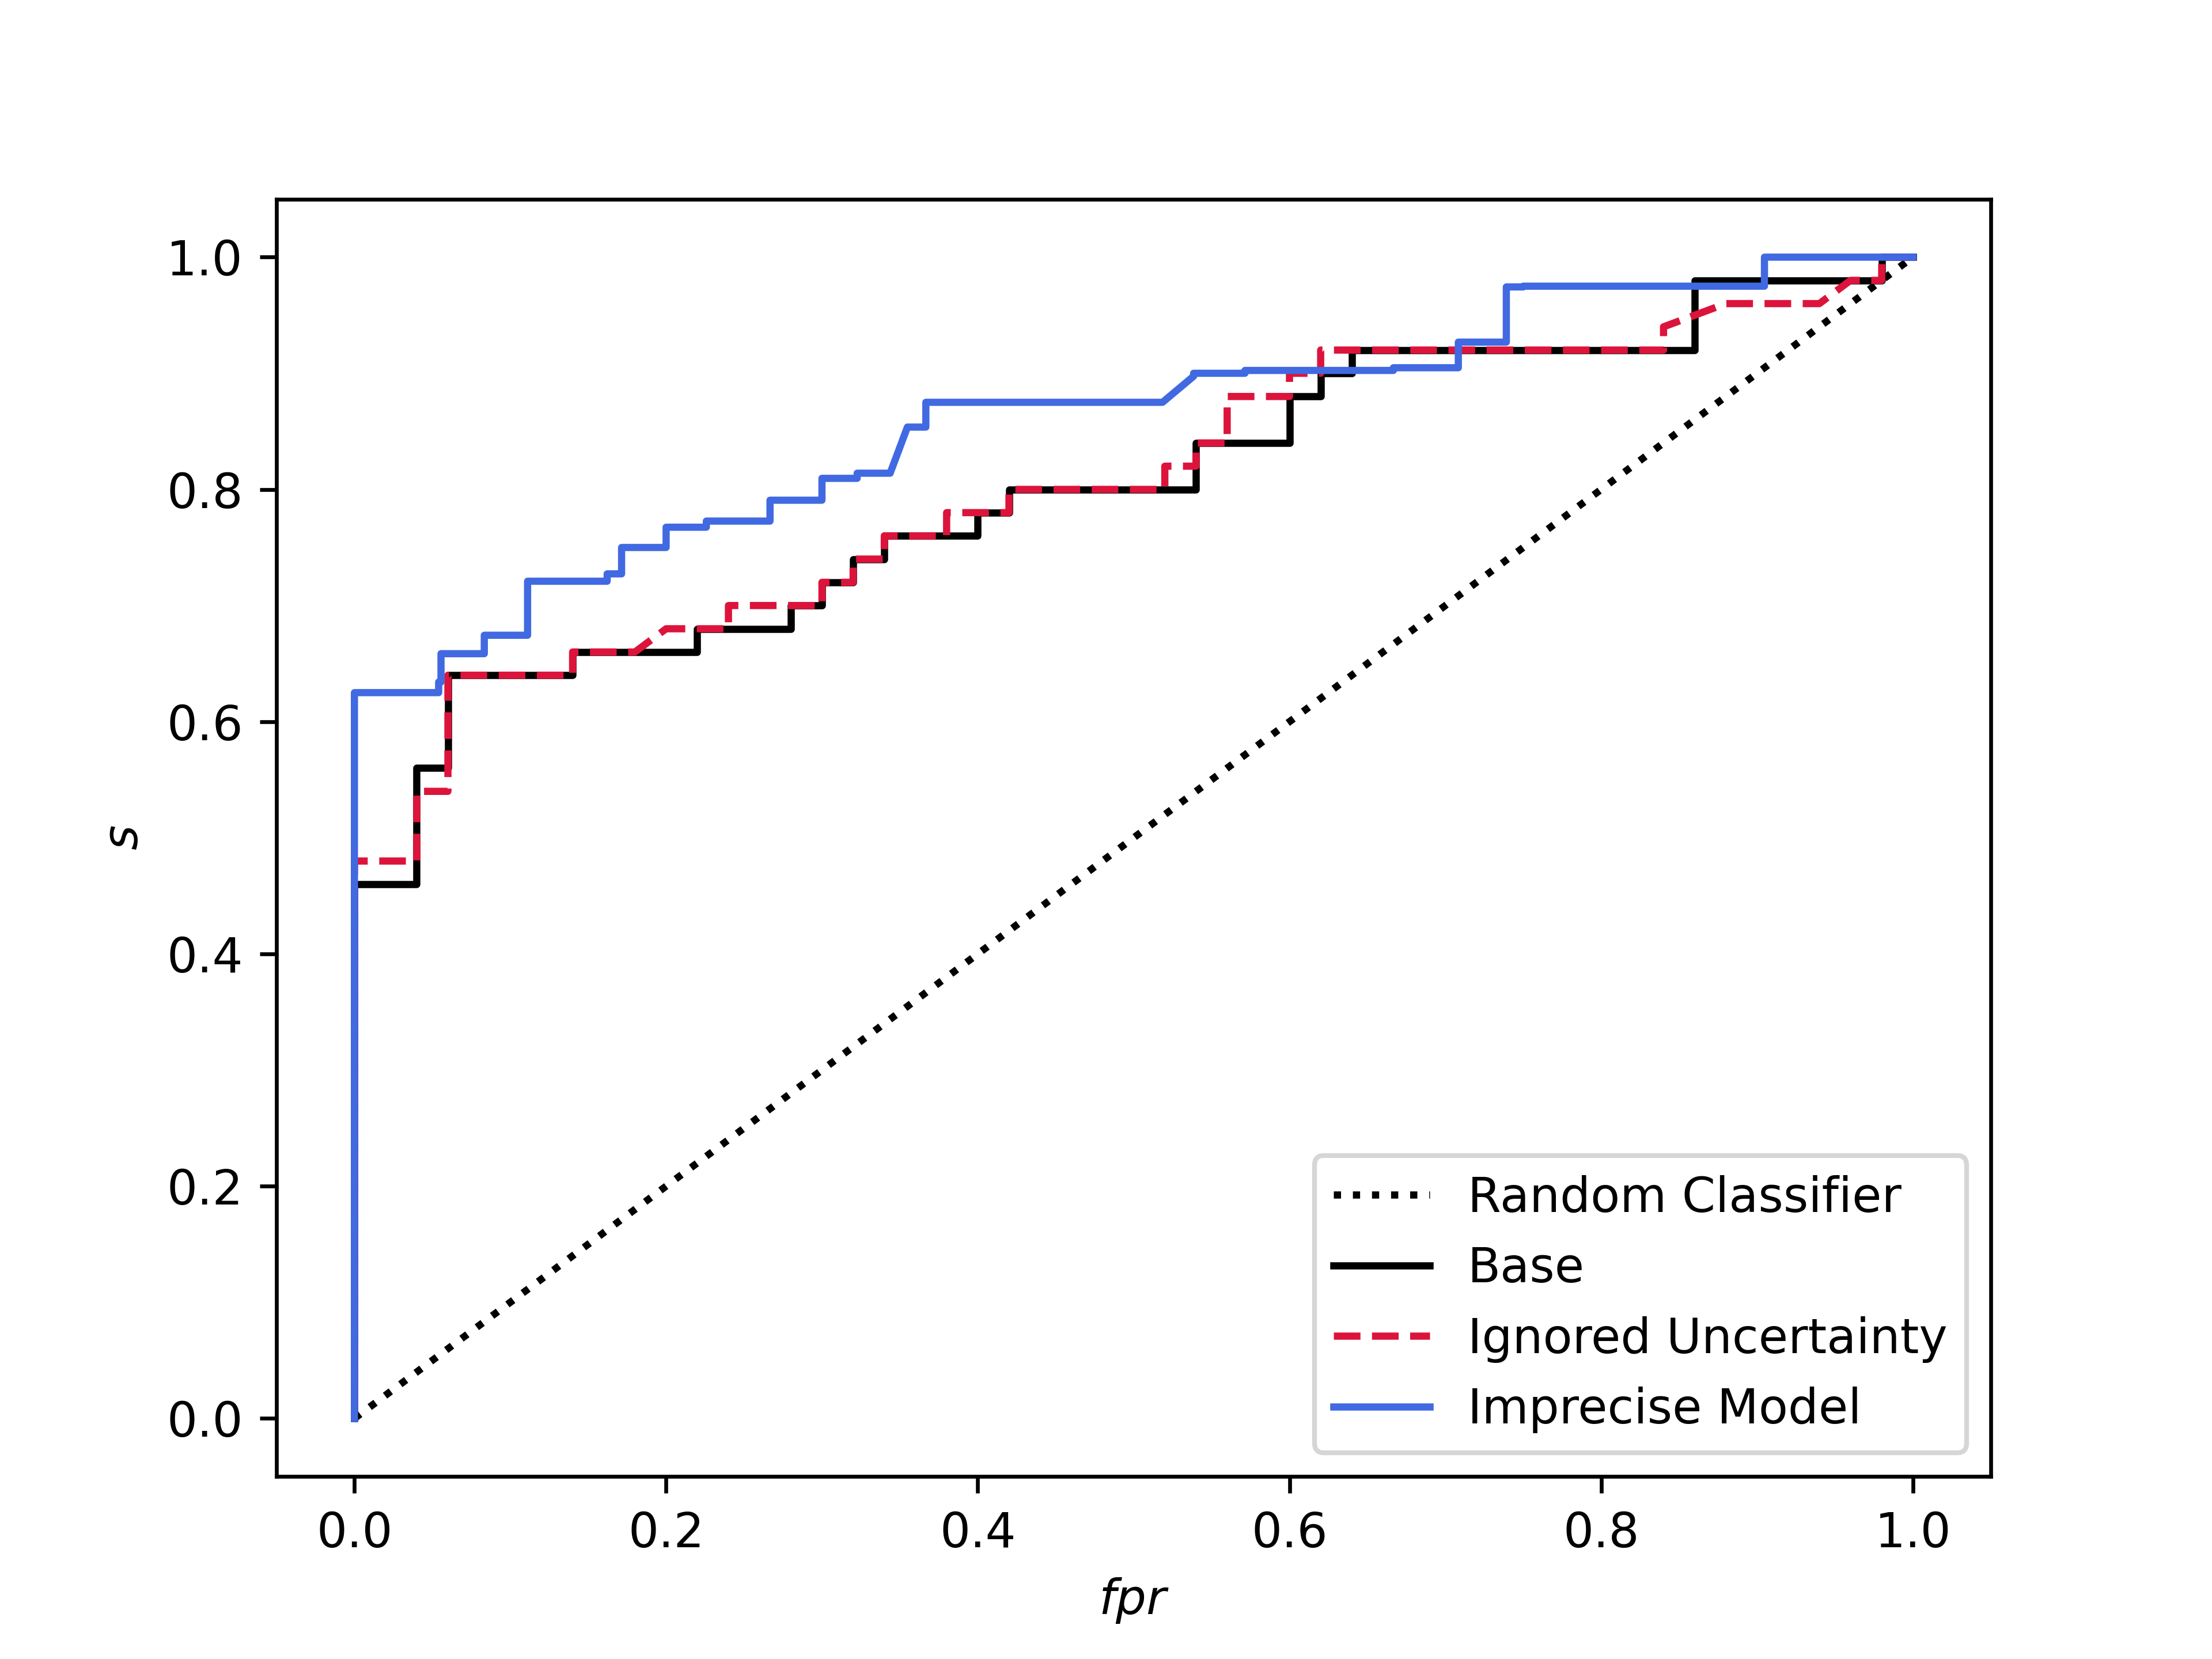 1.0
0.8
0.6
0.4
0.2
0.0
s
0.0 0.2 0.4 0.6 0.8 1.0
fpr
Random Classifier
Base
Ignored Uncertainty
Imprecise Model